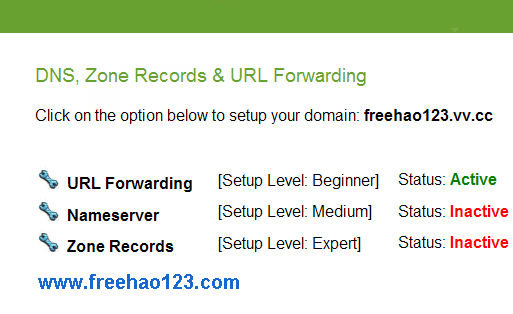 DNS, Zone Records & URL Forwarding
Click on the option below to setup your domain: freehao123.vv.cc
URL Forwarding [Setup Level: Beginner] Status: Active
Nameserver [Setup Level: Medium] Status: Inactive
Zone Records [Setup Level: Expert] Status: Inactive
www.freehao123.com